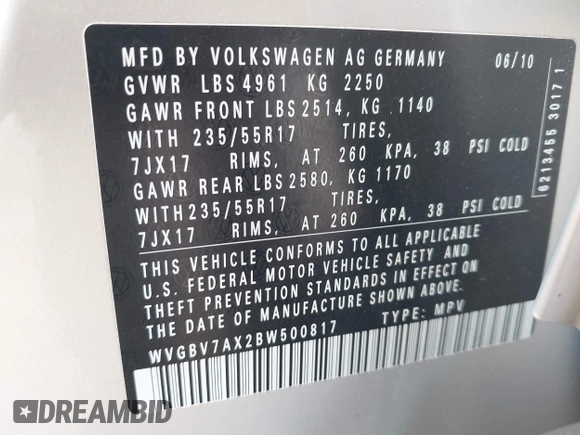 MFD BY VOLKSWAGEN AG GERMANY 06/10
GVWR LBS 4961 KG 2250
GAWR FRONT LBS 2514, KG 1140
WITH 235/55R17 TIRES,
7JX17 RIMS, AT 260 KPA, 38 PSI COLD
GAWR REAR LBS 2580, KG 1170
WITH 235/55R17 TIRES,
7JX17 RIMS, AT 260 KPA, 38 PSI COLD
THIS VEHICLE CONFORMS TO ALL APPLICABLE
U.S. FEDERAL MOTOR VEHICLE SAFETY AND
THEFT PREVENTION STANDARDS IN EFFECT ON
THE DATE OF MANUFACTURE SHOWN ABOVE.
WVGBV7AX2BW500817 TYPE: MPV
6213455 3017 1
DREAMBID